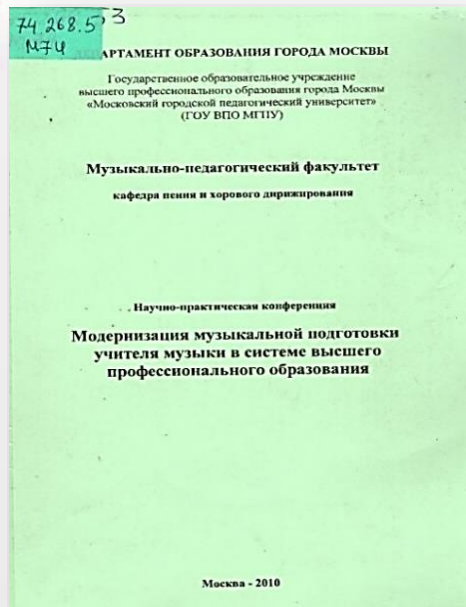 74.268.53
М74
ДЕПАРТАМЕНТ ОБРАЗОВАНИЯ ГОРОДА МОСКВЫ
Государственное образовательное учреждение
высшего профессионального образования города Москвы
«Московский городской педагогический университет»
(ГОУ ВПО МГПУ)
Музыкально-педагогический факультет
кафедра пения и хорового дирижирования
Научно-практическая конференция
Модернизация музыкальной подготовки
учителя музыки в системе высшего
профессионального образования
Москва - 2010